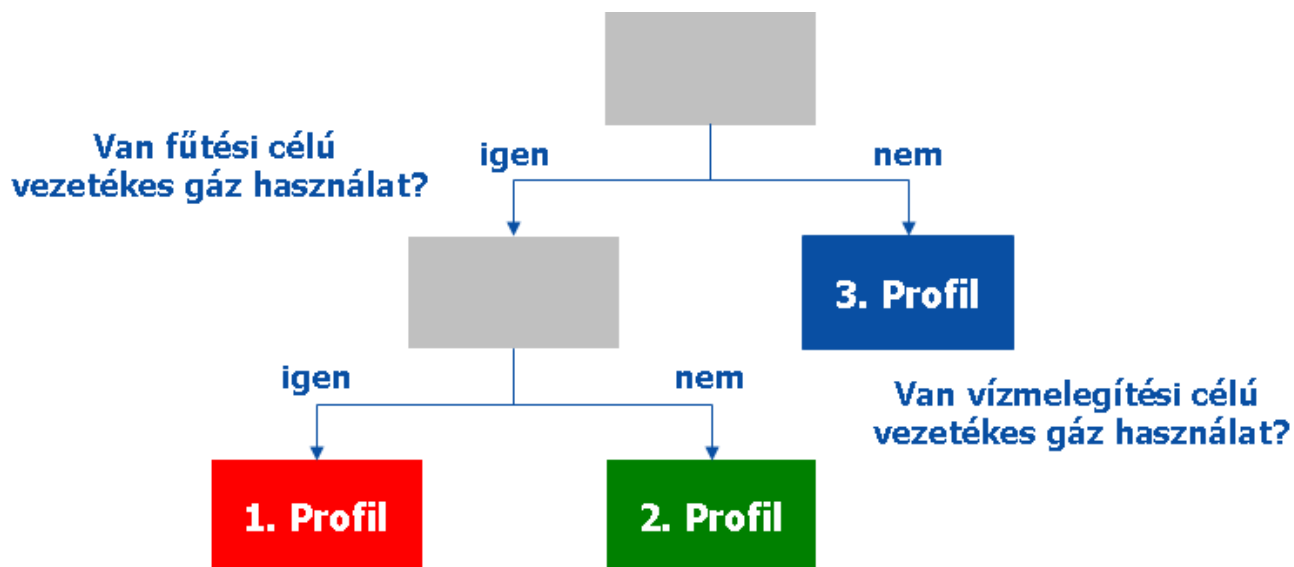 Van fűtési célú
vezetékes gáz használat?
igen
nem
3. Profil
igen
nem
Van vízmelegítési célú
vezetékes gáz használat?
1. Profil
2. Profil